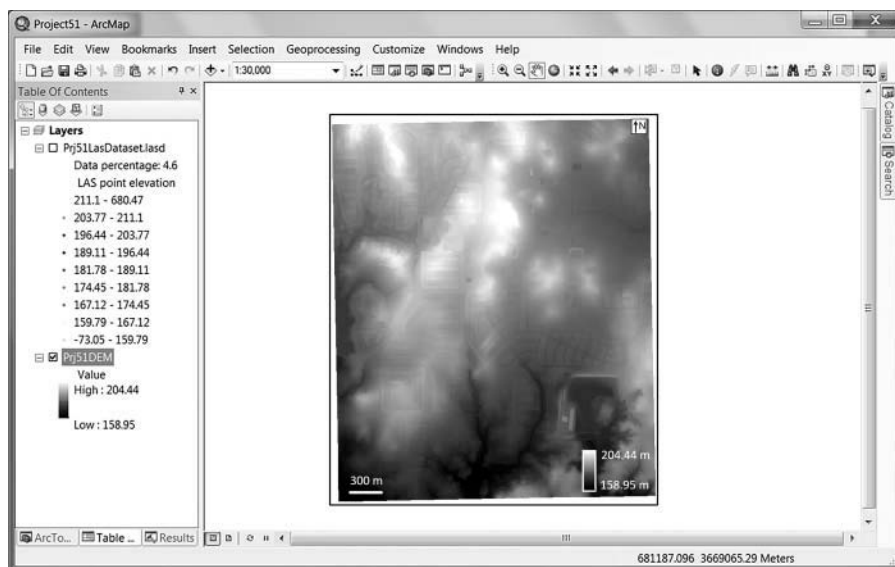 Project51 - ArcMap
File Edit View Bookmarks Insert Selection Geoprocessing Customize Windows Help
1:30,000
Table Of Contents
Layers
Prj51LasDataset.lasd
Data percentage: 4.6
LAS point elevation
211.1 - 680.47
203.77 - 211.1
196.44 - 203.77
189.11 - 196.44
181.78 - 189.11
174.45 - 181.78
167.12 - 174.45
159.79 - 167.12
-73.05 - 159.79
Prj51DEM
Value
High : 204.44
Low : 158.95
N
300 m
204.44 m
158.95 m
Catalog
Search
ArcTo...
Table ...
Results
681187.096 3669065.29 Meters